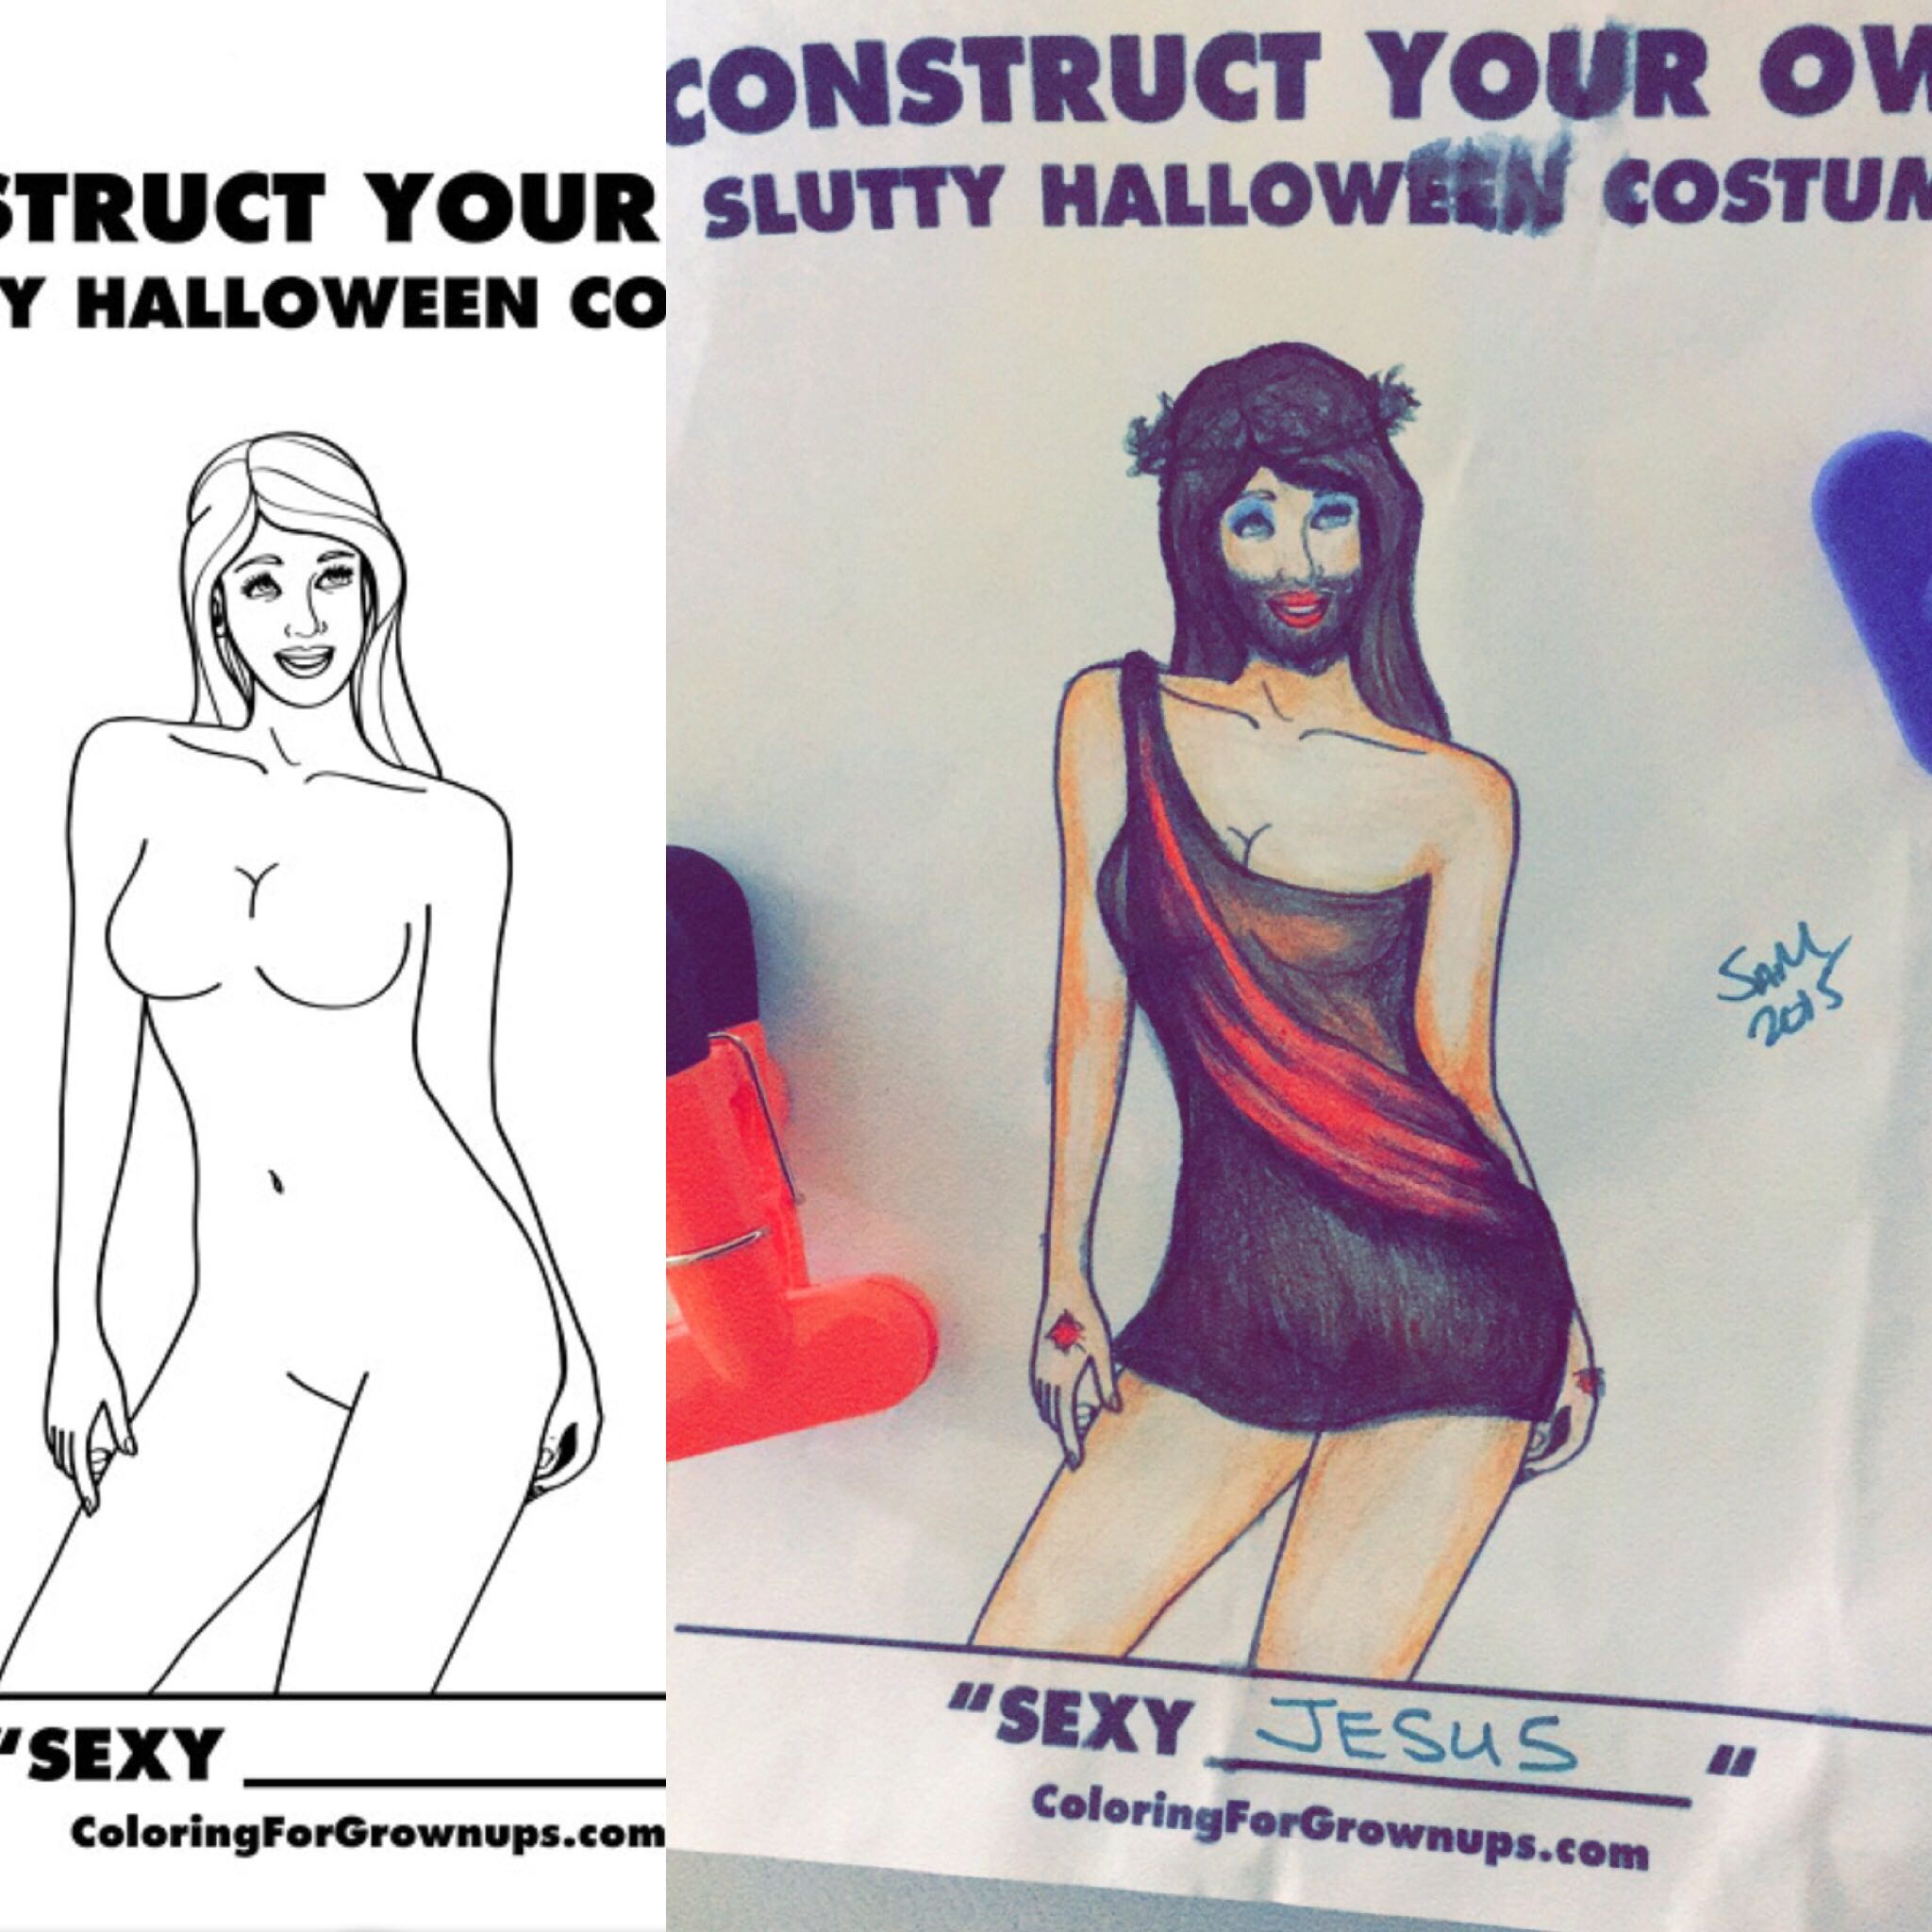 STRUCT YOUR
Y HALLOWEEN CO
"SEXY
ColoringForGrownups.com
CONSTRUCT YOUR OW
SLUTTY HALLOWEEN COSTUM
SAM
2015
"SEXY JESUS"
ColoringForGrownups.com